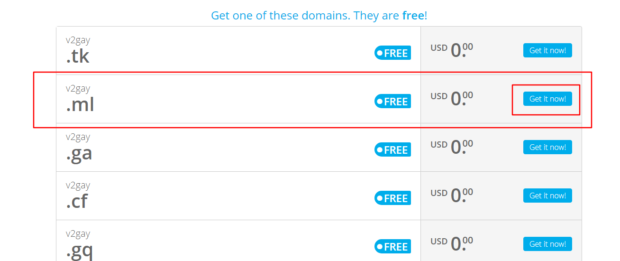 Get one of these domains. They are free!
v2gay
.tk
FREE
USD 0.00
Get it now!
v2gay
.ml
FREE
USD 0.00
Get it now!
v2gay
.ga
FREE
USD 0.00
Get it now!
v2gay
.cf
FREE
USD 0.00
Get it now!
v2gay
.gq
FREE
USD 0.00
Get it now!